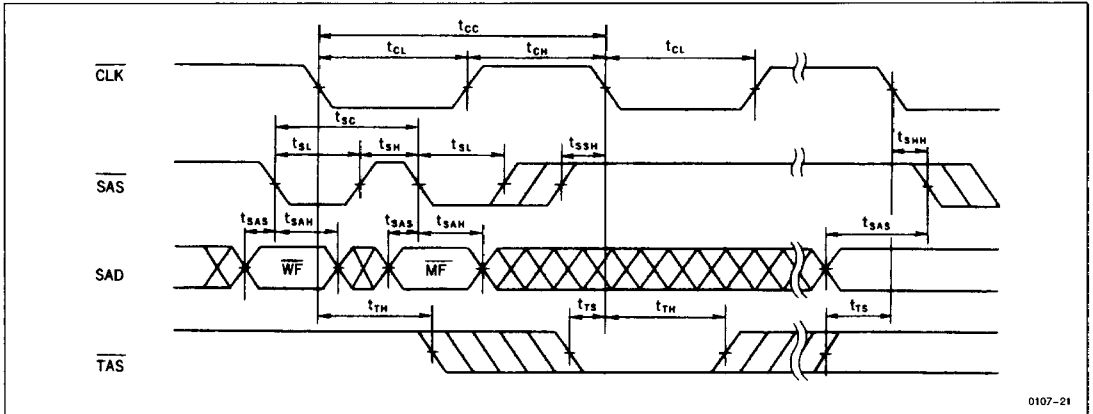 tCC
tCL tCH tCL
CLK
tSC
tSL tSH tSL tSSH tSHH
SAS
tSAS tSAH tSAS tSAH tSAS
SAD WF MF
tTH tTS tTH tTS
TAS
0107-21